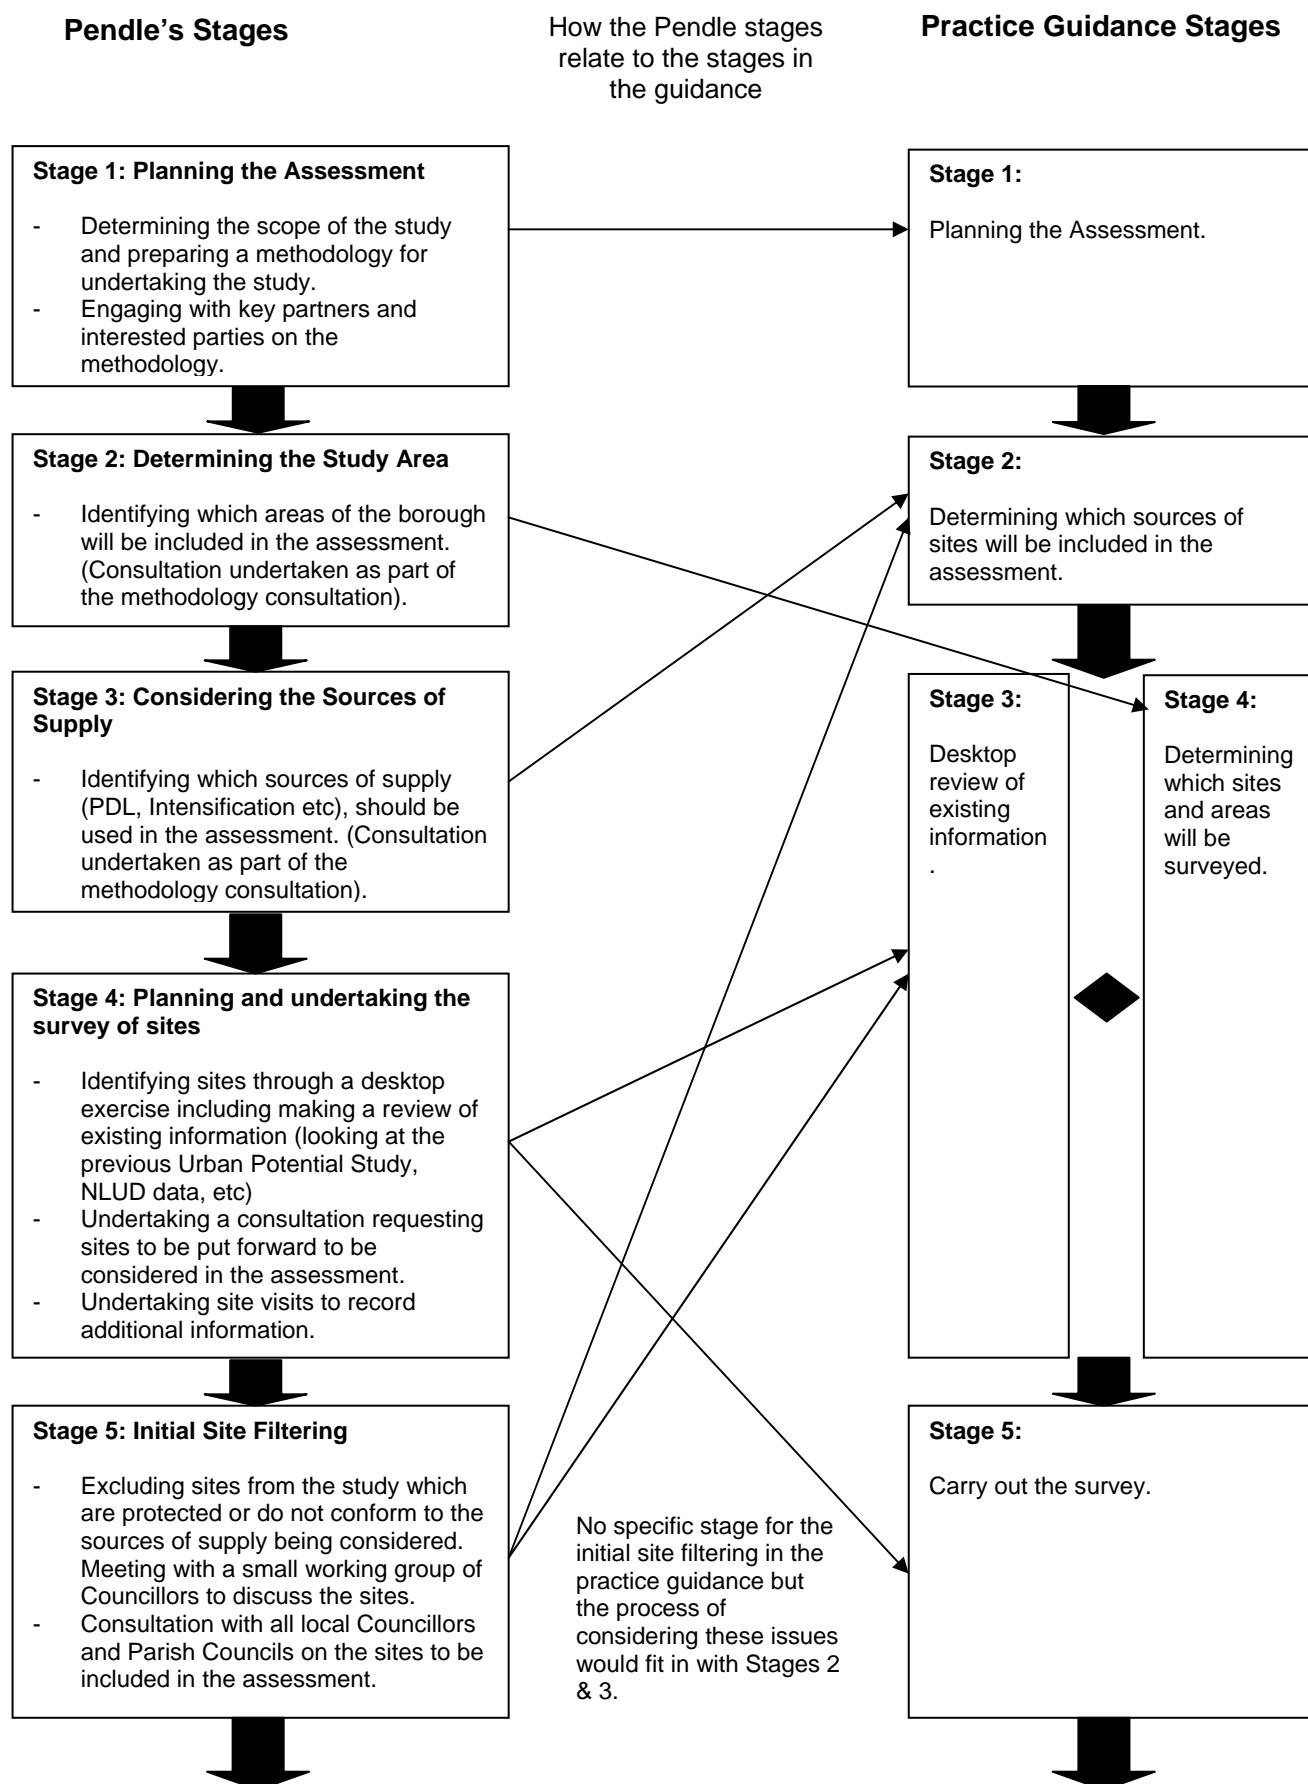 Pendle's Stages
How the Pendle stages
relate to the stages in
the guidance
Practice Guidance Stages
Stage 1: Planning the Assessment
- Determining the scope of the study
and preparing a methodology for
undertaking the study.
- Engaging with key partners and
interested parties on the
methodology.
Stage 1:
Planning the Assessment.
Stage 2: Determining the Study Area
- Identifying which areas of the borough
will be included in the assessment.
(Consultation undertaken as part of
the methodology consultation).
Stage 2:
Determining which sources of
sites will be included in the
assessment.
Stage 3: Considering the Sources of
Supply
- Identifying which sources of supply
(PDL, Intensification etc), should be
used in the assessment. (Consultation
undertaken as part of the
methodology consultation).
Stage 3:
Desktop
review of
existing
information
.
Stage 4:
Determining
which sites
and areas
will be
surveyed.
Stage 4: Planning and undertaking the
survey of sites
- Identifying sites through a desktop
exercise including making a review of
existing information (looking at the
previous Urban Potential Study,
NLUD data, etc)
- Undertaking a consultation requesting
sites to be put forward to be
considered in the assessment.
- Undertaking site visits to record
additional information.
Stage 5: Initial Site Filtering
- Excluding sites from the study which
are protected or do not conform to the
sources of supply being considered.
Meeting with a small working group of
Councillors to discuss the sites.
- Consultation with all local Councillors
and Parish Councils on the sites to be
included in the assessment.
No specific stage for the
initial site filtering in the
practice guidance but
the process of
considering these issues
would fit in with Stages 2
& 3.
Stage 5:
Carry out the survey.